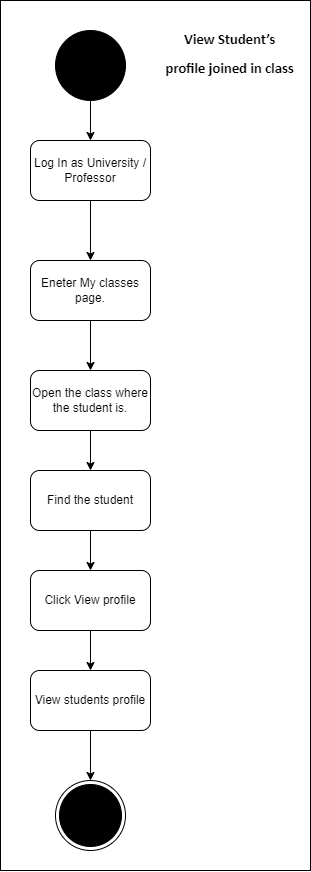 View Student’s
profile joined in class
Log In as University /
Professor
Eneter My classes
page.
Open the class where
the student is.
Find the student
Click View profile
View students profile